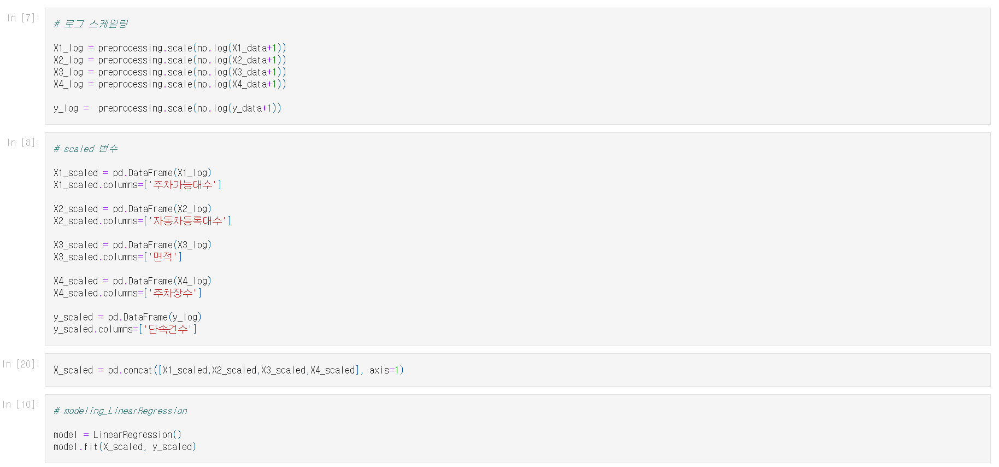 In [7]:
# 로그 스케일링
X1_log = preprocessing.scale(np.log(X1_data+1))
X2_log = preprocessing.scale(np.log(X2_data+1))
X3_log = preprocessing.scale(np.log(X3_data+1))
X4_log = preprocessing.scale(np.log(X4_data+1))
y_log =  preprocessing.scale(np.log(y_data+1))
In [8]:
# scaled 변수
X1_scaled = pd.DataFrame(X1_log)
X1_scaled.columns=['주차가능대수']
X2_scaled = pd.DataFrame(X2_log)
X2_scaled.columns=['자동차등록대수']
X3_scaled = pd.DataFrame(X3_log)
X3_scaled.columns=['면적']
X4_scaled = pd.DataFrame(X4_log)
X4_scaled.columns=['주차장수']
y_scaled = pd.DataFrame(y_log)
y_scaled.columns=['단속건수']
In [20]:
X_scaled = pd.concat([X1_scaled,X2_scaled,X3_scaled,X4_scaled], axis=1)
In [10]:
# modeling_LinearRegression
model = LinearRegression()
model.fit(X_scaled, y_scaled)